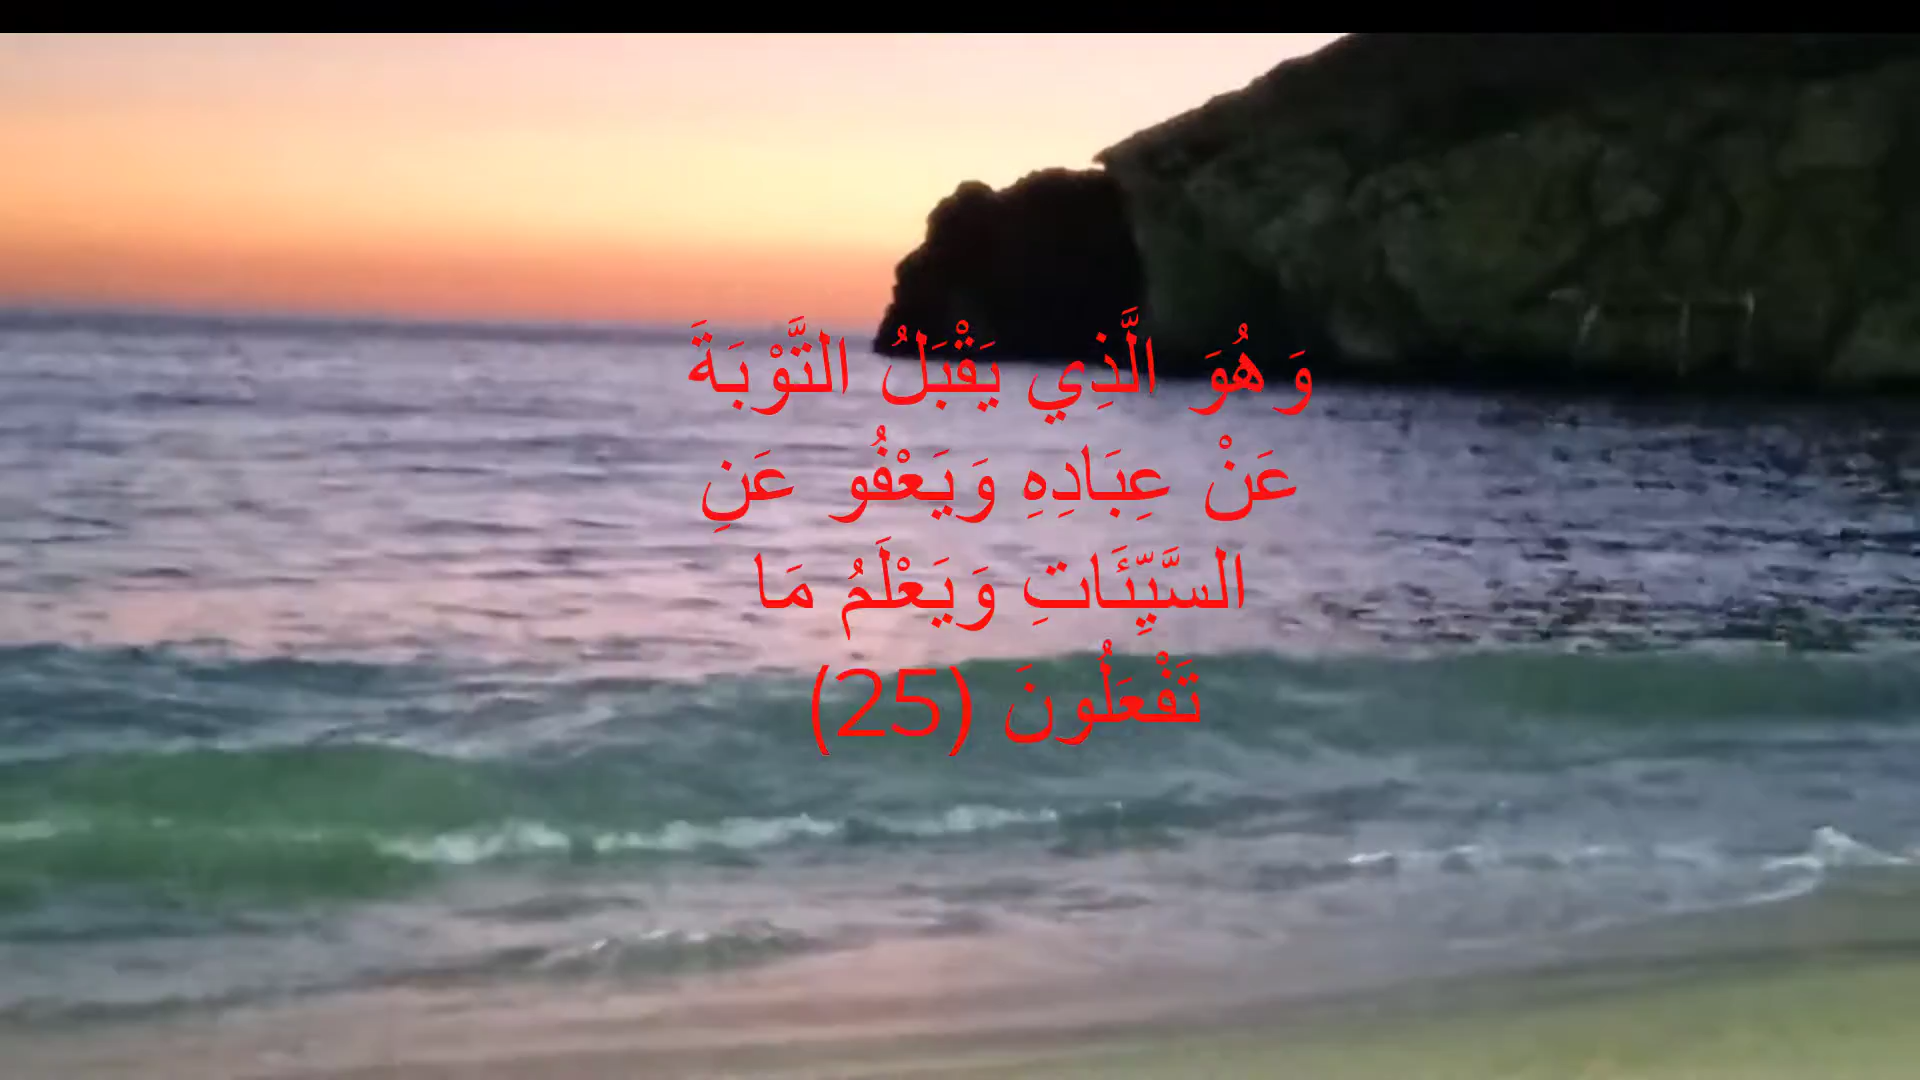 وَهُوَ الَّذِي يَقْبَلُ التَّوْبَةَ
عَنْ عِبَادِهِ وَيَعْفُو عَنِ
السَّيِّئَاتِ وَيَعْلَمُ مَا
تَفْعَلُونَ (25)